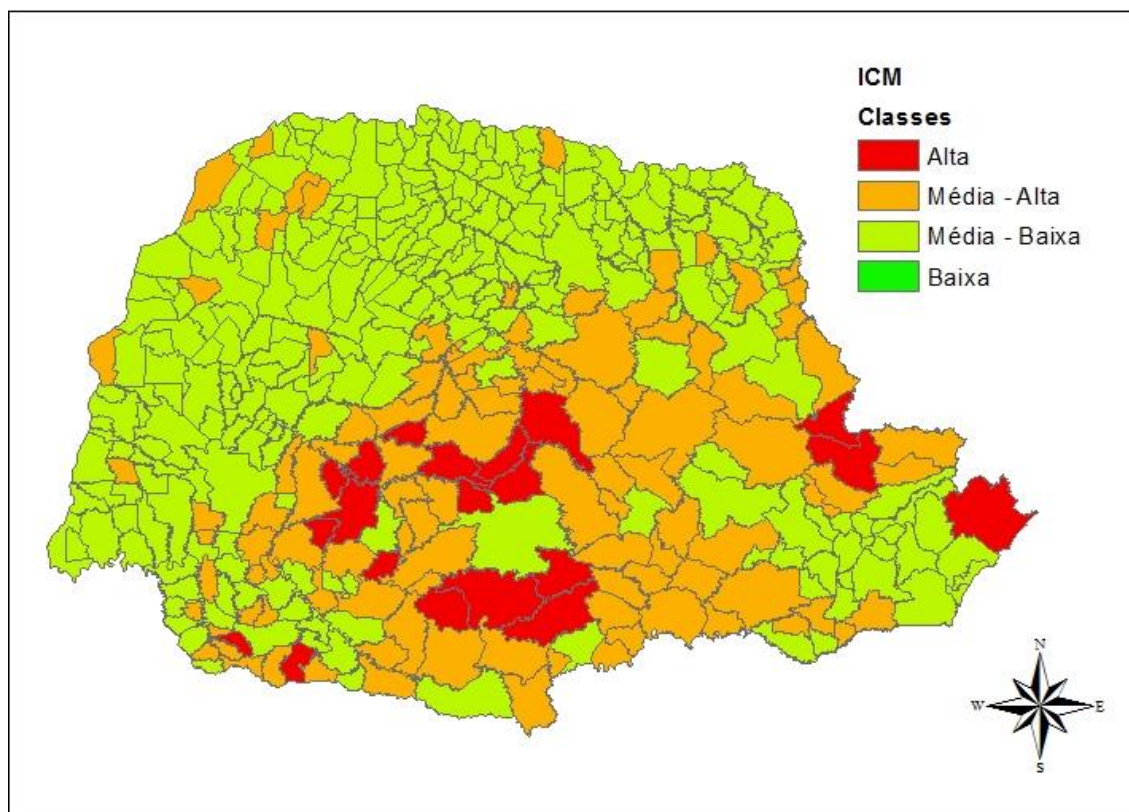 ICM
Classes
Alta
Média - Alta
Média - Baixa
Baixa
N
W
E
S